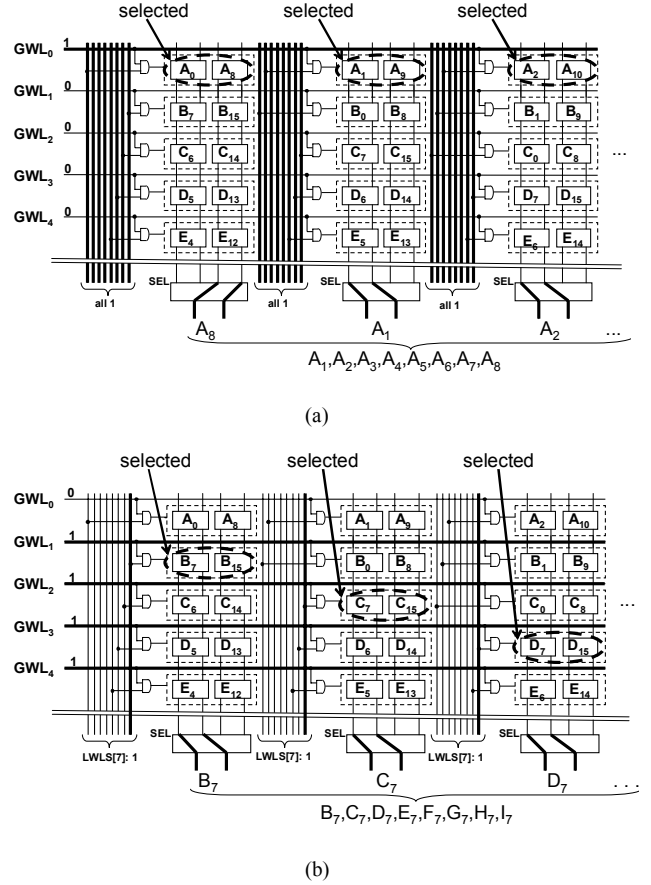 selected selected selected
GWL0 1
A0 A8 A1 A9 A2 A10
GWL1 0
B7 B15 B0 B8 B1 B9
GWL2 0
C6 C14 C7 C15 C0 C8 ...
GWL3 0
D5 D13 D6 D14 D7 D15
GWL4 0
E4 E12 E5 E13 E6 E14
SEL SEL SEL
all 1 all 1 all 1
A8 A1 A2 ...
A1,A2,A3,A4,A5,A6,A7,A8
(a)
selected selected selected
GWL0 0
A0 A8 A1 A9 A2 A10
GWL1 1
B7 B15 B0 B8 B1 B9
GWL2 1
C6 C14 C7 C15 C0 C8 ...
GWL3 1
D5 D13 D6 D14 D7 D15
GWL4 1
E4 E12 E5 E13 E6 E14
SEL SEL SEL
LWLS[7]: 1 LWLS[7]: 1 LWLS[7]: 1
B7 C7 D7 ...
B7,C7,D7,E7,F7,G7,H7,I7
(b)